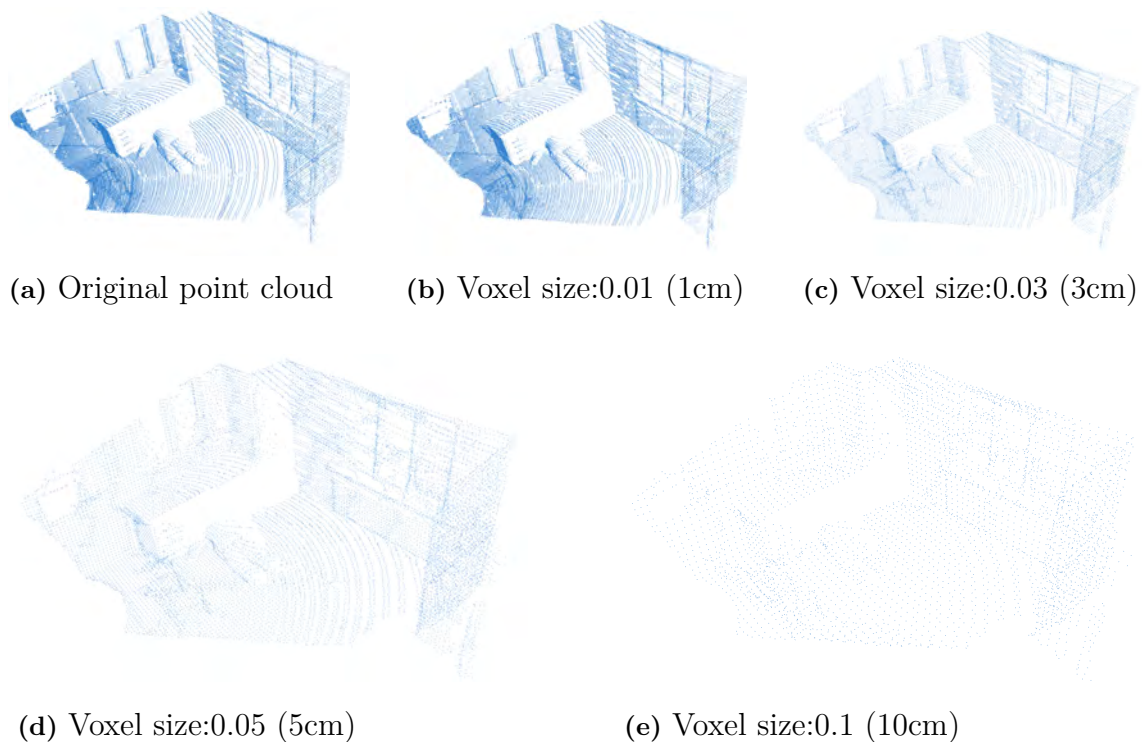 (a) Original point cloud
(b) Voxel size:0.01 (1cm)
(c) Voxel size:0.03 (3cm)
(d) Voxel size:0.05 (5cm)
(e) Voxel size:0.1 (10cm)